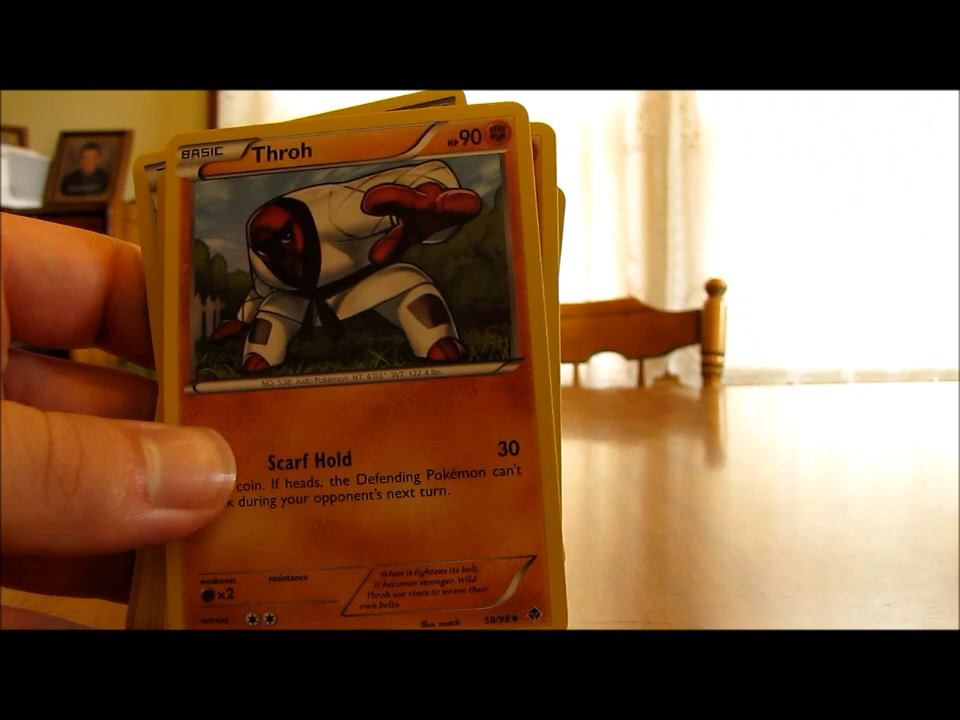 BASIC Throh HP 90
NO. 538 Judo Pokémon HT. 4'03" WT. 122.4 lbs.
Scarf Hold 30
coin. If heads, the Defending Pokémon can't
during your opponent's next turn.
weakness resistance
×2
When it tightens its belt,
it becomes stronger. Wild
Throh use vines to weave their
own belts.
retreat
Illus. match 58/98